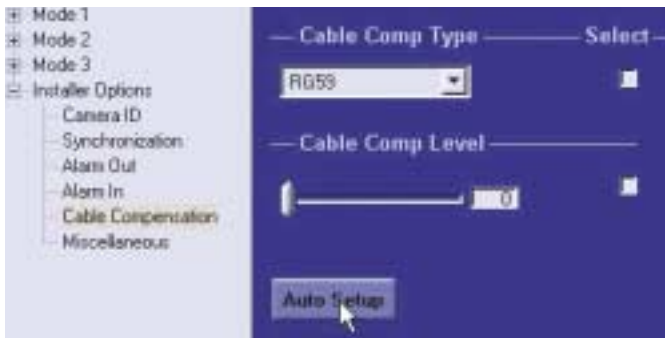 Mode 1
Mode 2
Mode 3
Installer Options
Camera ID
Synchronization
Alarm Out
Alarm In
Cable Compensation
Miscellaneous
Cable Comp Type
Select
RG59
Cable Comp Level
0
Auto Setup